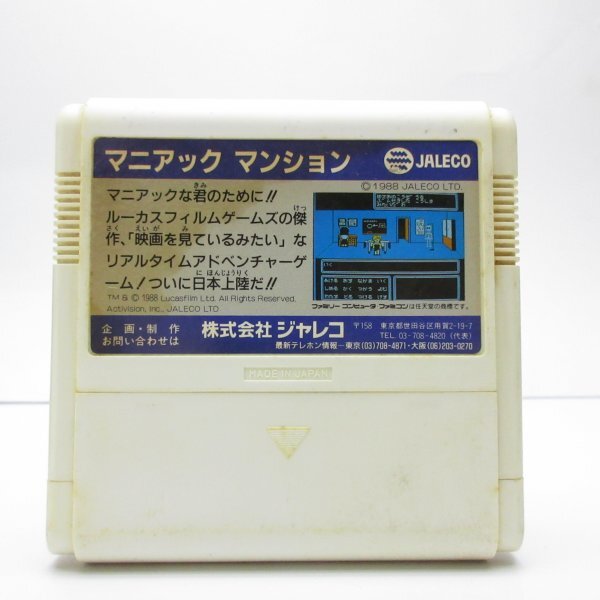 マニアック マンション
JALECO
© 1988 JALECO LTD.
マニアックな君のために!!
ルーカスフィルムゲームズの傑
作、「映画を見ているみたい」な
リアルタイムアドベンチャーゲ
ーム!ついに日本上陸だ!!
TM & © 1988 Lucasfilm Ltd. All Rights Reserved.
Activision, Inc., JALECO LTD
ファミリー コンピュータ・ファミコンは任天堂の商標です。
企画・制作
お問い合わせは
株式会社 ジャレコ
〒158 東京都世田谷区用賀2-19-7
TEL. 03-708-4820 (代表)
最新テレホン情報—東京(03)708-4871・大阪(06)203-0270
MADE IN JAPAN